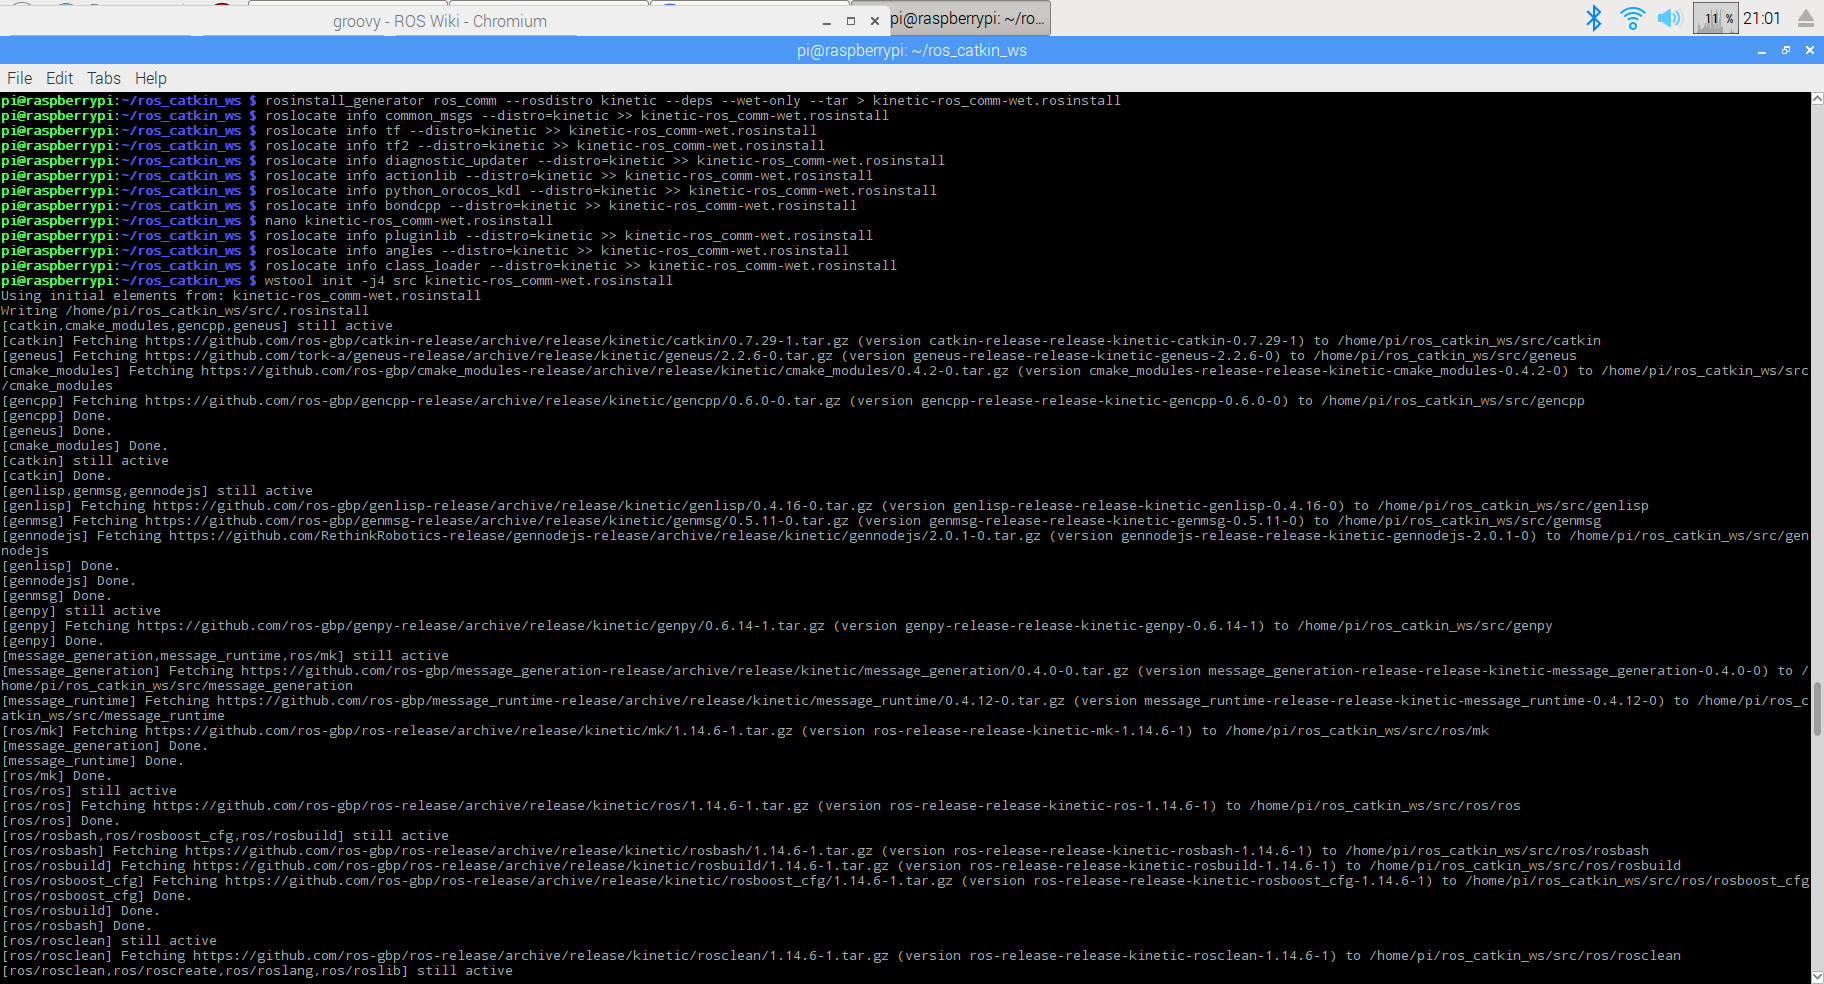 groovy - ROS Wiki - Chromium
pi@raspberrypi: ~/ro...
11 %
21:01
pi@raspberrypi: ~/ros_catkin_ws
File Edit Tabs Help
pi@raspberrypi:~/ros_catkin_ws $ rosinstall_generator ros_comm --rosdistro kinetic --deps --wet-only --tar > kinetic-ros_comm-wet.rosinstall
pi@raspberrypi:~/ros_catkin_ws $ roslocate info common_msgs --distro=kinetic >> kinetic-ros_comm-wet.rosinstall
pi@raspberrypi:~/ros_catkin_ws $ roslocate info tf --distro=kinetic >> kinetic-ros_comm-wet.rosinstall
pi@raspberrypi:~/ros_catkin_ws $ roslocate info tf2 --distro=kinetic >> kinetic-ros_comm-wet.rosinstall
pi@raspberrypi:~/ros_catkin_ws $ roslocate info diagnostic_updater --distro=kinetic >> kinetic-ros_comm-wet.rosinstall
pi@raspberrypi:~/ros_catkin_ws $ roslocate info actionlib --distro=kinetic >> kinetic-ros_comm-wet.rosinstall
pi@raspberrypi:~/ros_catkin_ws $ roslocate info python_orocos_kdl --distro=kinetic >> kinetic-ros_comm-wet.rosinstall
pi@raspberrypi:~/ros_catkin_ws $ roslocate info bondcpp --distro=kinetic >> kinetic-ros_comm-wet.rosinstall
pi@raspberrypi:~/ros_catkin_ws $ nano kinetic-ros_comm-wet.rosinstall
pi@raspberrypi:~/ros_catkin_ws $ roslocate info pluginlib --distro=kinetic >> kinetic-ros_comm-wet.rosinstall
pi@raspberrypi:~/ros_catkin_ws $ roslocate info angles --distro=kinetic >> kinetic-ros_comm-wet.rosinstall
pi@raspberrypi:~/ros_catkin_ws $ roslocate info class_loader --distro=kinetic >> kinetic-ros_comm-wet.rosinstall
pi@raspberrypi:~/ros_catkin_ws $ wstool init -j4 src kinetic-ros_comm-wet.rosinstall
Using initial elements from: kinetic-ros_comm-wet.rosinstall
Writing /home/pi/ros_catkin_ws/src/.rosinstall
[catkin,cmake_modules,gencpp,geneus] still active
[catkin] Fetching https://github.com/ros-gbp/catkin-release/archive/release/kinetic/catkin/0.7.29-1.tar.gz (version catkin-release-release-kinetic-catkin-0.7.29-1) to /home/pi/ros_catkin_ws/src/catkin
[geneus] Fetching https://github.com/tork-a/geneus-release/archive/release/kinetic/geneus/2.2.6-0.tar.gz (version geneus-release-release-kinetic-geneus-2.2.6-0) to /home/pi/ros_catkin_ws/src/geneus
[cmake_modules] Fetching https://github.com/ros-gbp/cmake_modules-release/archive/release/kinetic/cmake_modules/0.4.2-0.tar.gz (version cmake_modules-release-release-kinetic-cmake_modules-0.4.2-0) to /home/pi/ros_catkin_ws/src
/cmake_modules
[gencpp] Fetching https://github.com/ros-gbp/gencpp-release/archive/release/kinetic/gencpp/0.6.0-0.tar.gz (version gencpp-release-release-kinetic-gencpp-0.6.0-0) to /home/pi/ros_catkin_ws/src/gencpp
[gencpp] Done.
[geneus] Done.
[cmake_modules] Done.
[catkin] still active
[catkin] Done.
[genlisp,genmsg,gennodejs] still active
[genlisp] Fetching https://github.com/ros-gbp/genlisp-release/archive/release/kinetic/genlisp/0.4.16-0.tar.gz (version genlisp-release-release-kinetic-genlisp-0.4.16-0) to /home/pi/ros_catkin_ws/src/genlisp
[genmsg] Fetching https://github.com/ros-gbp/genmsg-release/archive/release/kinetic/genmsg/0.5.11-0.tar.gz (version genmsg-release-release-kinetic-genmsg-0.5.11-0) to /home/pi/ros_catkin_ws/src/genmsg
[gennodejs] Fetching https://github.com/RethinkRobotics-release/gennodejs-release/archive/release/kinetic/gennodejs/2.0.1-0.tar.gz (version gennodejs-release-release-kinetic-gennodejs-2.0.1-0) to /home/pi/ros_catkin_ws/src/gen
nodejs
[genlisp] Done.
[gennodejs] Done.
[genmsg] Done.
[genpy] still active
[genpy] Fetching https://github.com/ros-gbp/genpy-release/archive/release/kinetic/genpy/0.6.14-1.tar.gz (version genpy-release-release-kinetic-genpy-0.6.14-1) to /home/pi/ros_catkin_ws/src/genpy
[genpy] Done.
[message_generation,message_runtime,ros/mk] still active
[message_generation] Fetching https://github.com/ros-gbp/message_generation-release/archive/release/kinetic/message_generation/0.4.0-0.tar.gz (version message_generation-release-release-kinetic-message_generation-0.4.0-0) to /
home/pi/ros_catkin_ws/src/message_generation
[message_runtime] Fetching https://github.com/ros-gbp/message_runtime-release/archive/release/kinetic/message_runtime/0.4.12-0.tar.gz (version message_runtime-release-release-kinetic-message_runtime-0.4.12-0) to /home/pi/ros_c
atkin_ws/src/message_runtime
[ros/mk] Fetching https://github.com/ros-gbp/ros-release/archive/release/kinetic/mk/1.14.6-1.tar.gz (version ros-release-release-kinetic-mk-1.14.6-1) to /home/pi/ros_catkin_ws/src/ros/mk
[message_generation] Done.
[message_runtime] Done.
[ros/mk] Done.
[ros/ros] still active
[ros/ros] Fetching https://github.com/ros-gbp/ros-release/archive/release/kinetic/ros/1.14.6-1.tar.gz (version ros-release-release-kinetic-ros-1.14.6-1) to /home/pi/ros_catkin_ws/src/ros/ros
[ros/ros] Done.
[ros/rosbash,ros/rosboost_cfg,ros/rosbuild] still active
[ros/rosbash] Fetching https://github.com/ros-gbp/ros-release/archive/release/kinetic/rosbash/1.14.6-1.tar.gz (version ros-release-release-kinetic-rosbash-1.14.6-1) to /home/pi/ros_catkin_ws/src/ros/rosbash
[ros/rosbuild] Fetching https://github.com/ros-gbp/ros-release/archive/release/kinetic/rosbuild/1.14.6-1.tar.gz (version ros-release-release-kinetic-rosbuild-1.14.6-1) to /home/pi/ros_catkin_ws/src/ros/rosbuild
[ros/rosboost_cfg] Fetching https://github.com/ros-gbp/ros-release/archive/release/kinetic/rosboost_cfg/1.14.6-1.tar.gz (version ros-release-release-kinetic-rosboost_cfg-1.14.6-1) to /home/pi/ros_catkin_ws/src/ros/rosboost_cfg
[ros/rosboost_cfg] Done.
[ros/rosbuild] Done.
[ros/rosbash] Done.
[ros/rosclean] still active
[ros/rosclean] Fetching https://github.com/ros-gbp/ros-release/archive/release/kinetic/rosclean/1.14.6-1.tar.gz (version ros-release-release-kinetic-rosclean-1.14.6-1) to /home/pi/ros_catkin_ws/src/ros/rosclean
[ros/rosclean,ros/roscreate,ros/roslang,ros/roslib] still active